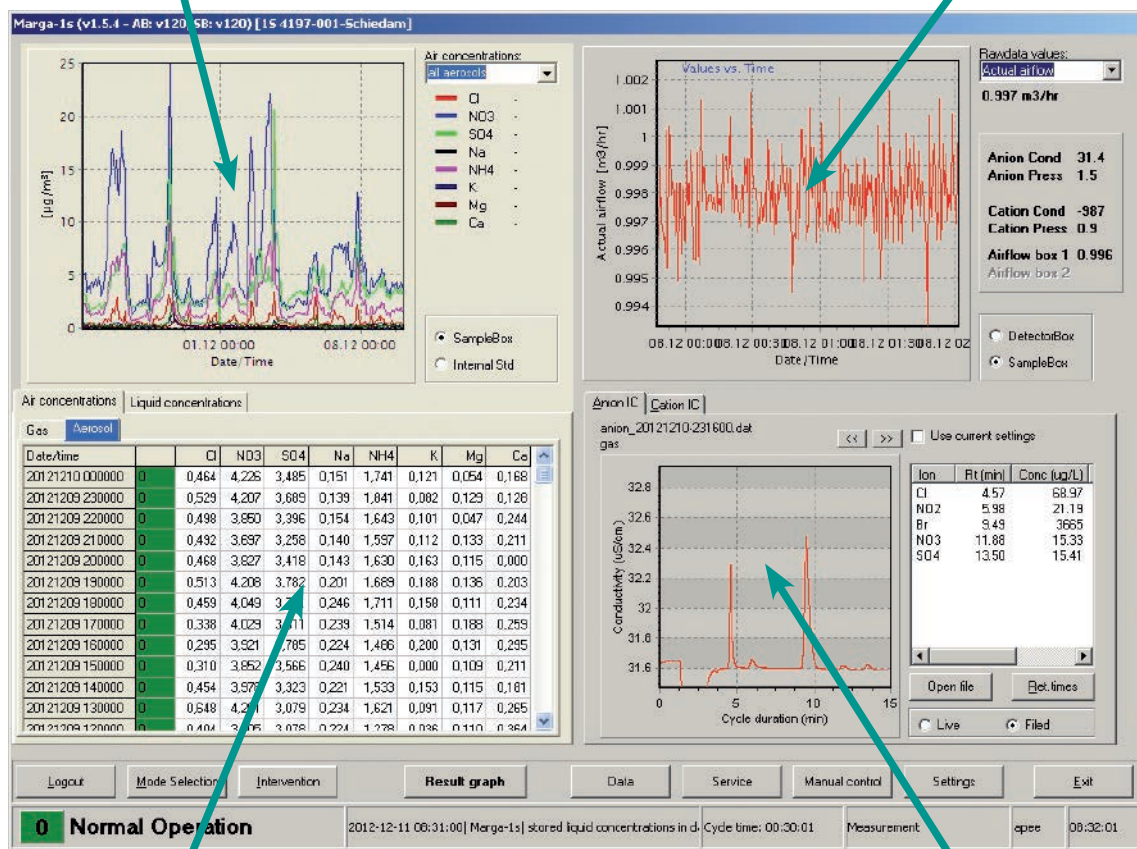 Marga-1s (v1.5.4 - AB: v120, SB: v120) [1S 4197-001-Schiedam]
Air concentrations:
all aerosols
Cl -
NO3 -
SO4 -
Na -
NH4 -
K -
Mg -
Ca -
25
20
15
10
5
0
[µg/m³]
01.12 00:00 08.12 00:00
Date/Time
SampleBox
Internal Std
Values vs. Time
1.002
1.001
1
0.999
0.998
0.997
0.996
0.995
0.994
Actual airflow [m3/hr]
08.12 00:00 08.12 00:30 08.12 01:00 08.12 01:30 08.12 02
Date/Time
Rawdata values:
Actual airflow
0.997 m3/hr
Anion Cond 31.4
Anion Press 1.5
Cation Cond -987
Cation Press 0.9
Airflow box 1 0.996
Airflow box 2
DetectorBox
SampleBox
Air concentrations Liquid concentrations
Gas Aerosol
Date/time Cl NO3 SO4 Na NH4 K Mg Ca
20121210 000000 0 0,464 4,226 3,485 0,151 1,741 0,121 0,054 0,168
20121209 230000 0 0,529 4,207 3,689 0,139 1,841 0,082 0,129 0,128
20121209 220000 0 0,498 3,850 3,396 0,154 1,643 0,101 0,047 0,244
20121209 210000 0 0,492 3,697 3,258 0,140 1,597 0,112 0,133 0,211
20121209 200000 0 0,468 3,827 3,418 0,143 1,630 0,163 0,115 0,000
20121209 190000 0 0,513 4,208 3,782 0,201 1,689 0,188 0,136 0,203
20121209 180000 0 0,459 4,049 0,246 1,711 0,158 0,111 0,234
20121209 170000 0 0,338 4,029 0,239 1,514 0,081 0,188 0,259
20121209 160000 0 0,295 3,921 0,224 1,466 0,200 0,131 0,295
20121209 150000 0 0,310 3,852 3,566 0,240 1,456 0,000 0,109 0,211
20121209 140000 0 0,454 3,323 0,221 1,533 0,153 0,115 0,181
20121209 130000 0 0,648 3,079 0,234 1,621 0,091 0,117 0,265
20121209 120000 0 0,404 3,078 0,224 1,378 0,036 0,110 0,364
Anion IC Cation IC
anion_20121210-231600.dat
gas
<< >> Use current settings
32.8
32.6
32.4
32.2
32
31.8
31.6
Conductivity (uS/cm)
0 5 10 15
Cycle duration (min)
Ion Rt (min) Conc (ug/L)
Cl 4.57 68.97
NO2 5.98 21.19
Br 9.49 3665
NO3 11.88 15.33
SO4 13.50 15.41
Open file Ret.times
Live Filed
Logout Mode Selection Intervention Result graph Data Service Manual control Settings Exit
0 Normal Operation 2012-12-11 08:31:00| Marga-1s| stored liquid concentrations in Cycle time: 00:30:01 Measurement apee 08:32:01